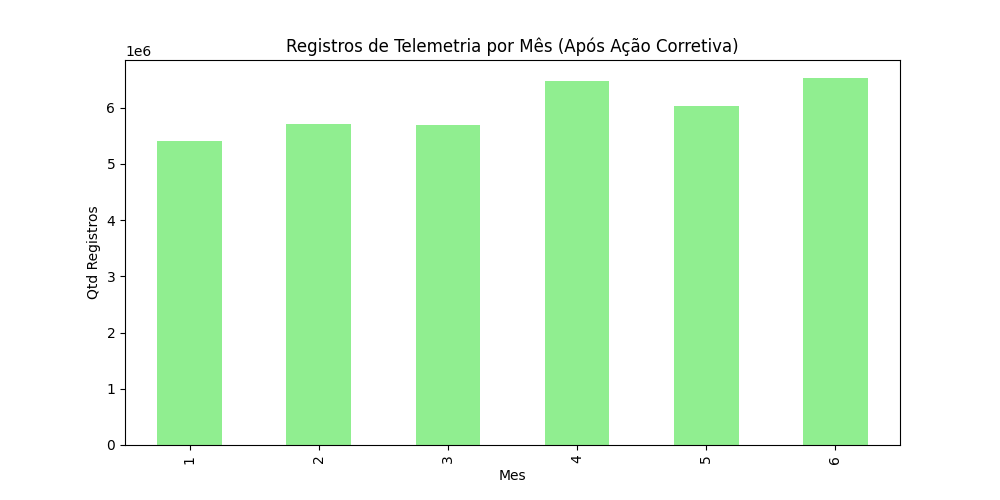 Registros de Telemetria por Mês (Após Ação Corretiva)
1e6
6
5
4
3
2
1
0
Qtd Registros
1 2 3 4 5 6
Mes